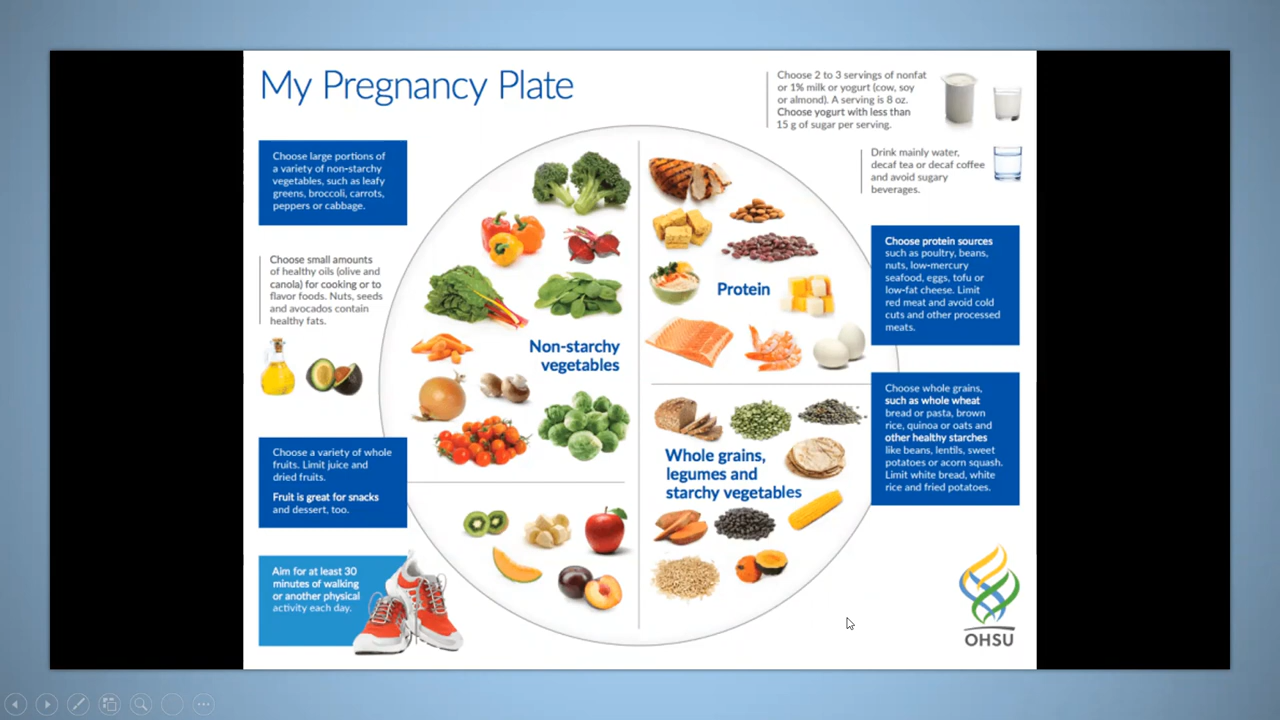 My Pregnancy Plate
Choose 2 to 3 servings of nonfat
or 1% milk or yogurt (cow, soy
or almond). A serving is 8 oz.
Choose yogurt with less than
15 g of sugar per serving.
Drink mainly water,
decaf tea or decaf coffee
and avoid sugary
beverages.
Choose large portions of
a variety of non-starchy
vegetables, such as leafy
greens, broccoli, carrots,
peppers or cabbage.
Choose small amounts
of healthy oils (olive and
canola) for cooking or to
flavor foods. Nuts, seeds
and avocados contain
healthy fats.
Non-starchy
vegetables
Protein
Choose protein sources
such as poultry, beans,
nuts, low-mercury
seafood, eggs, tofu or
low-fat cheese. Limit
red meat and avoid cold
cuts and other processed
meats.
Whole grains,
legumes and
starchy vegetables
Choose whole grains,
such as whole wheat
bread or pasta, brown
rice, quinoa or oats and
other healthy starches
like beans, lentils, sweet
potatoes or acorn squash.
Limit white bread, white
rice and fried potatoes.
Choose a variety of whole
fruits. Limit juice and
dried fruits.
Fruit is great for snacks
and dessert, too.
Aim for at least 30
minutes of walking
or another physical
activity each day.
OHSU